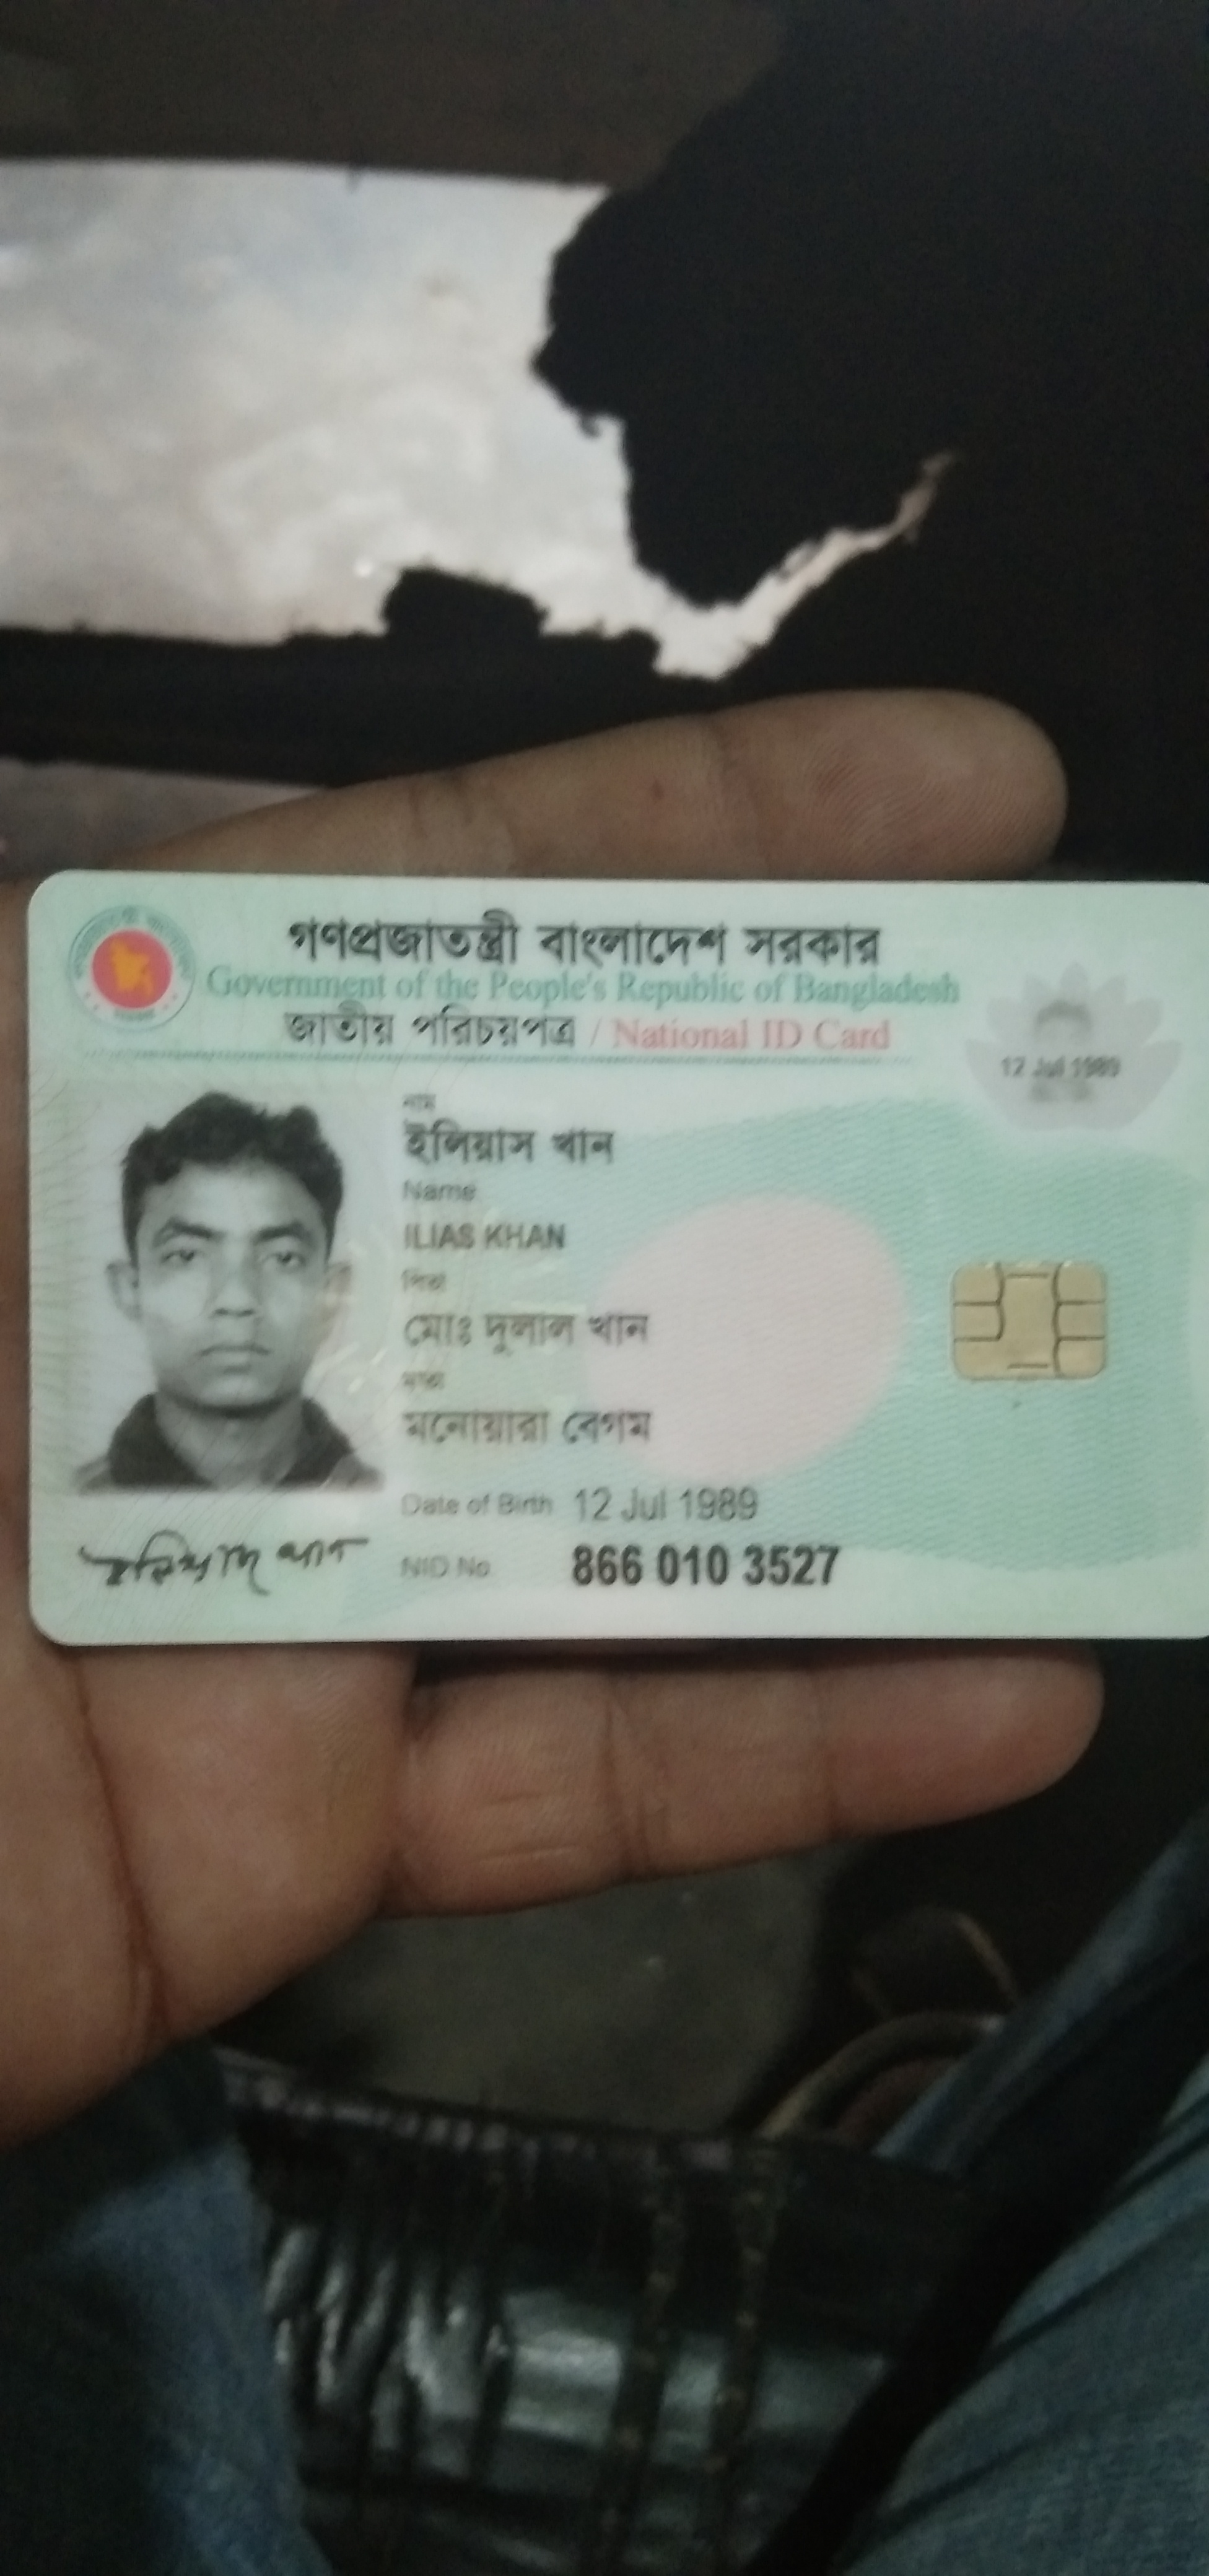 গণপ্রজাতন্ত্রী বাংলাদেশ সরকার
Government of the People's Republic of Bangladesh
জাতীয় পরিচয়পত্র / National ID Card
12 Jul 1989
নাম
ইলিয়াস খান
Name
ILIAS KHAN
পিতা
মোঃ দুলাল খান
মাতা
মনোয়ারা বেগম
Date of Birth 12 Jul 1989
ইলিয়াস খান
NID No 866 010 3527